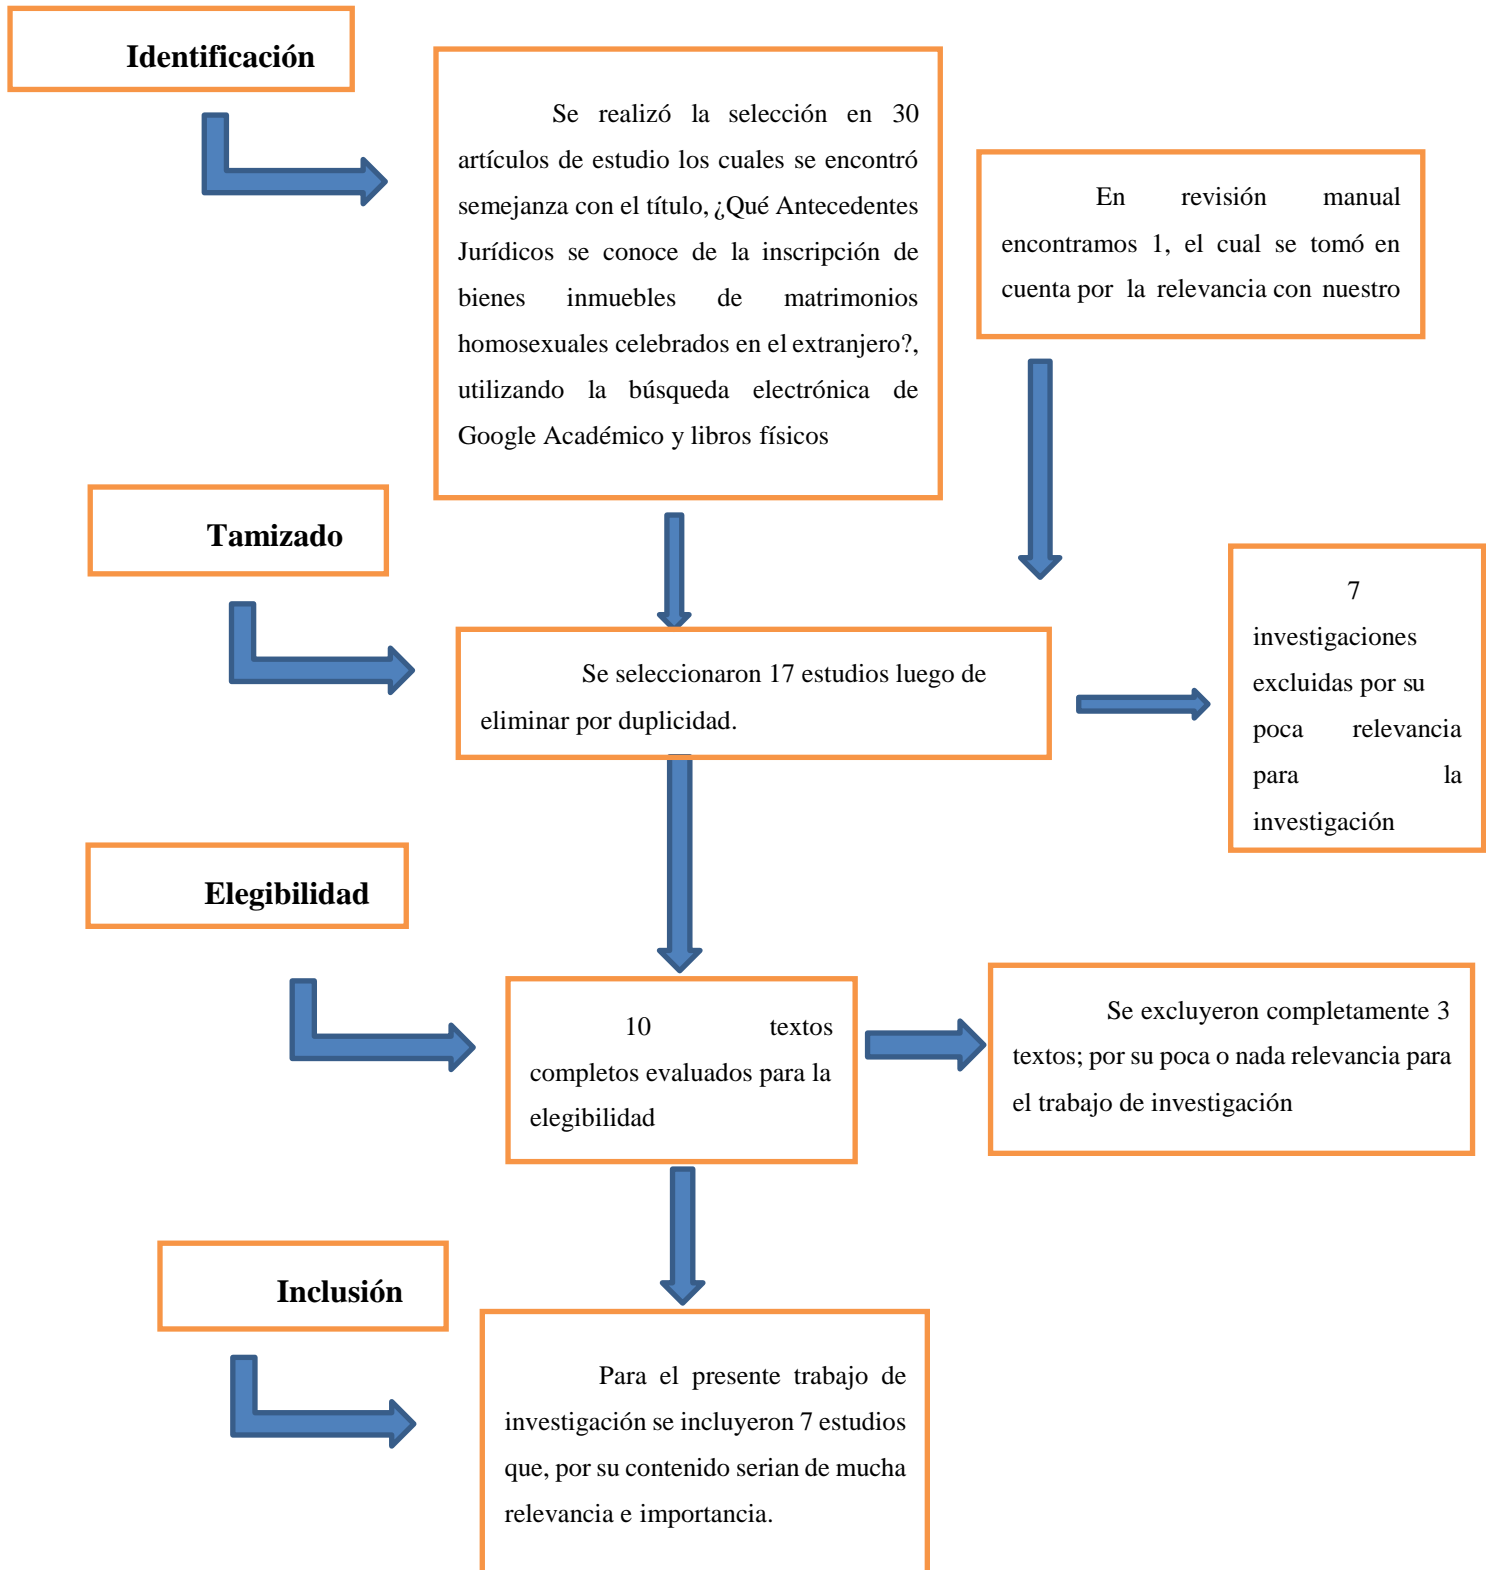 Identificación
Se realizó la selección en 30
artículos de estudio los cuales se encontró
semejanza con el título, ¿Qué Antecedentes
Jurídicos se conoce de la inscripción de
bienes inmuebles de matrimonios
homosexuales celebrados en el extranjero?,
utilizando la búsqueda electrónica de
Google Académico y libros físicos
En revisión manual
encontramos 1, el cual se tomó en
cuenta por la relevancia con nuestro
Tamizado
Se seleccionaron 17 estudios luego de
eliminar por duplicidad.
7
investigaciones
excluidas por su
poca relevancia
para la
investigación
Elegibilidad
10 textos
completos evaluados para la
elegibilidad
Se excluyeron completamente 3
textos; por su poca o nada relevancia para
el trabajo de investigación
Inclusión
Para el presente trabajo de
investigación se incluyeron 7 estudios
que, por su contenido serian de mucha
relevancia e importancia.